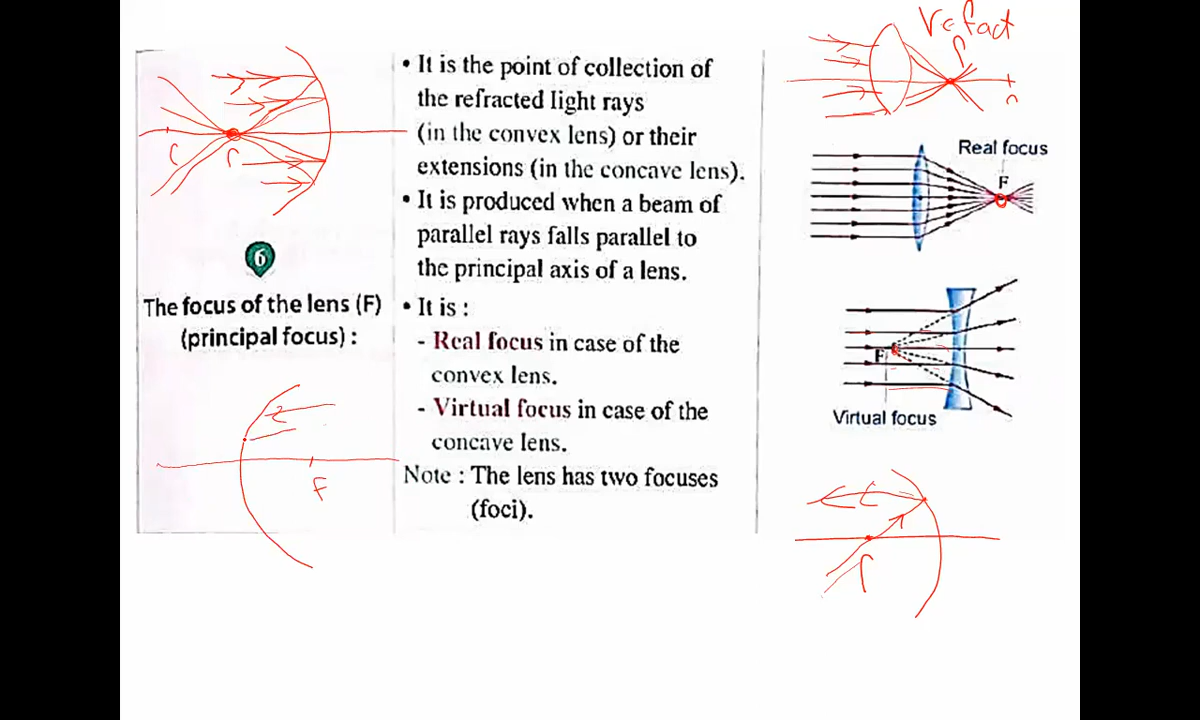 6
The focus of the lens (F)
(principal focus) :
• It is the point of collection of
the refracted light rays
(in the convex lens) or their
extensions (in the concave lens).
• It is produced when a beam of
parallel rays falls parallel to
the principal axis of a lens.
• It is :
- Real focus in case of the
convex lens.
- Virtual focus in case of the
concave lens.
Note : The lens has two focuses
(foci).
Real focus
F
F
Virtual focus
F